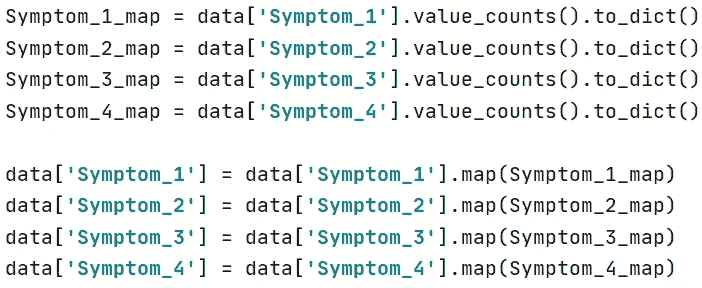 Symptom_1_map = data['Symptom_1'].value_counts().to_dict()
Symptom_2_map = data['Symptom_2'].value_counts().to_dict()
Symptom_3_map = data['Symptom_3'].value_counts().to_dict()
Symptom_4_map = data['Symptom_4'].value_counts().to_dict()
data['Symptom_1'] = data['Symptom_1'].map(Symptom_1_map)
data['Symptom_2'] = data['Symptom_2'].map(Symptom_2_map)
data['Symptom_3'] = data['Symptom_3'].map(Symptom_3_map)
data['Symptom_4'] = data['Symptom_4'].map(Symptom_4_map)